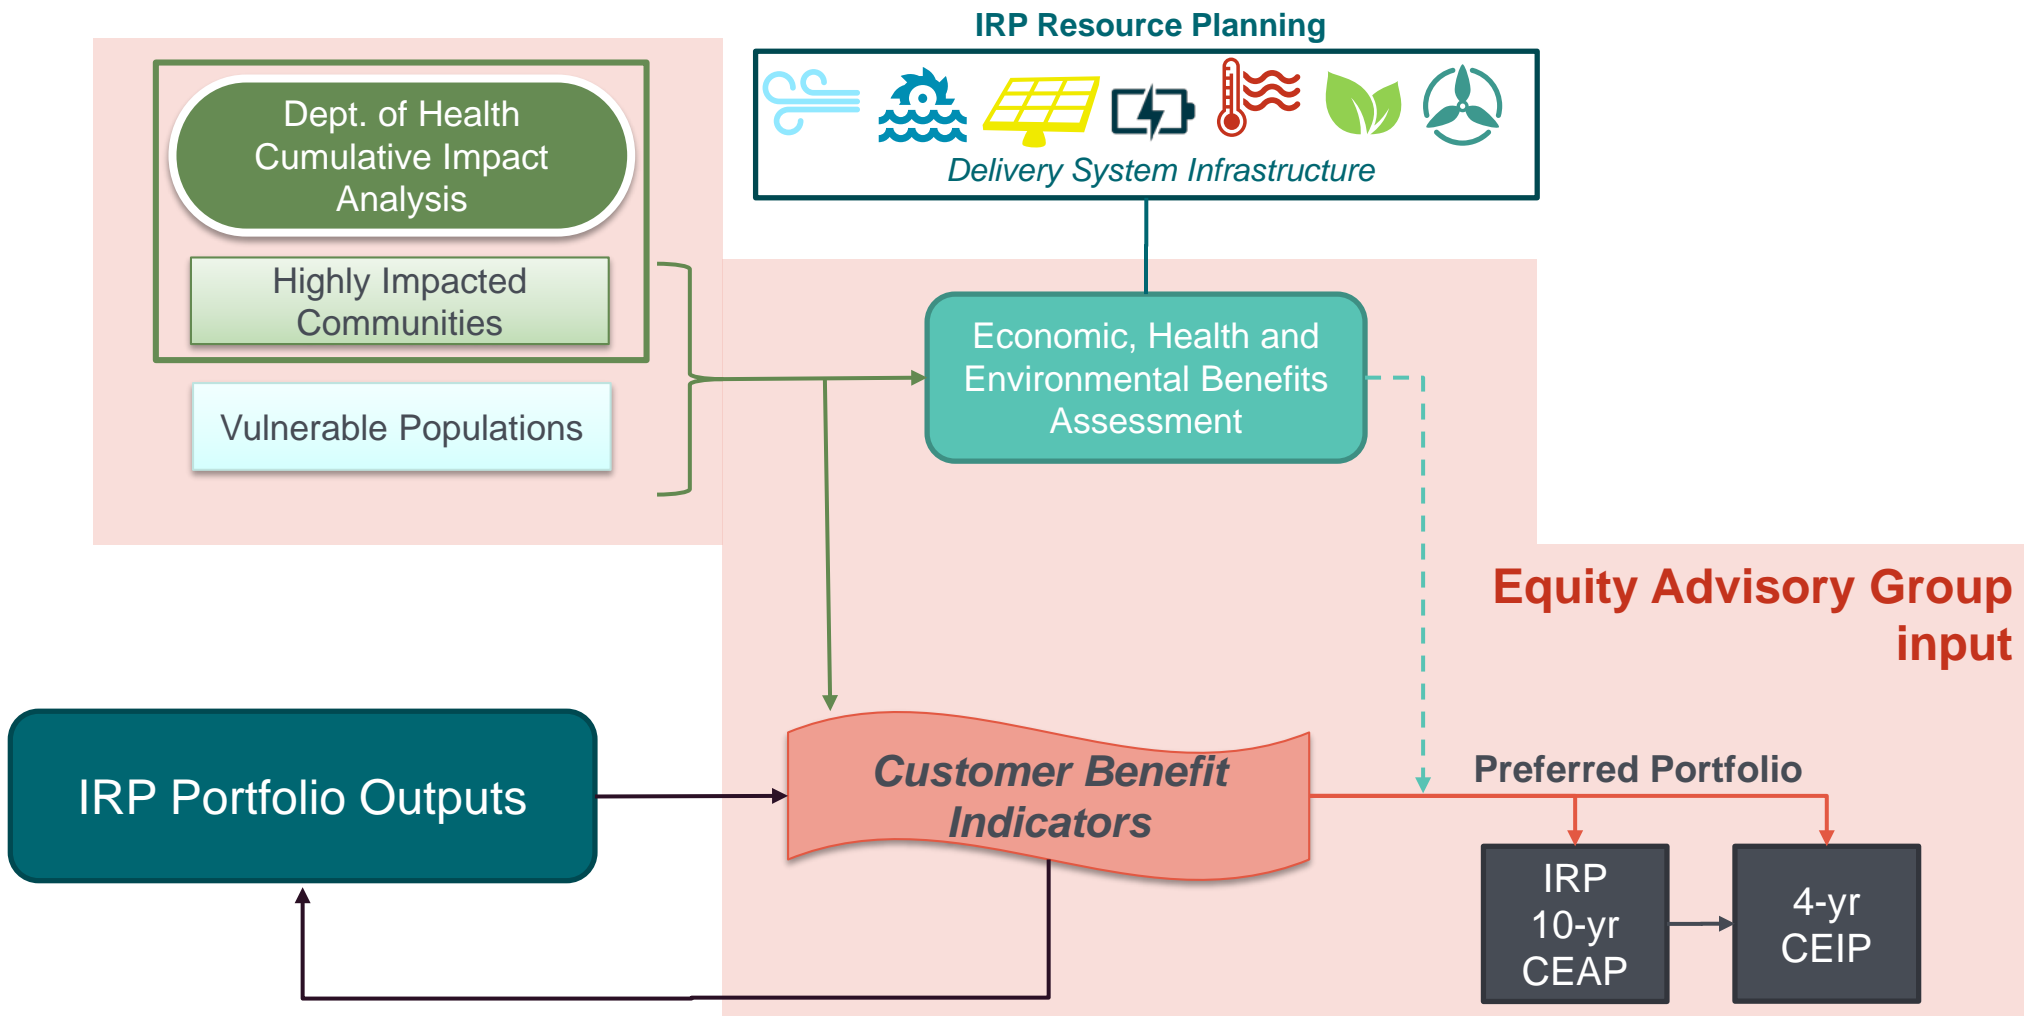 IRP Resource Planning
Delivery System Infrastructure
Dept. of Health
Cumulative Impact
Analysis
Highly Impacted
Communities
Vulnerable Populations
Economic, Health and
Environmental Benefits
Assessment
Equity Advisory Group
input
IRP Portfolio Outputs
Customer Benefit
Indicators
Preferred Portfolio
IRP
10-yr
CEAP
4-yr
CEIP